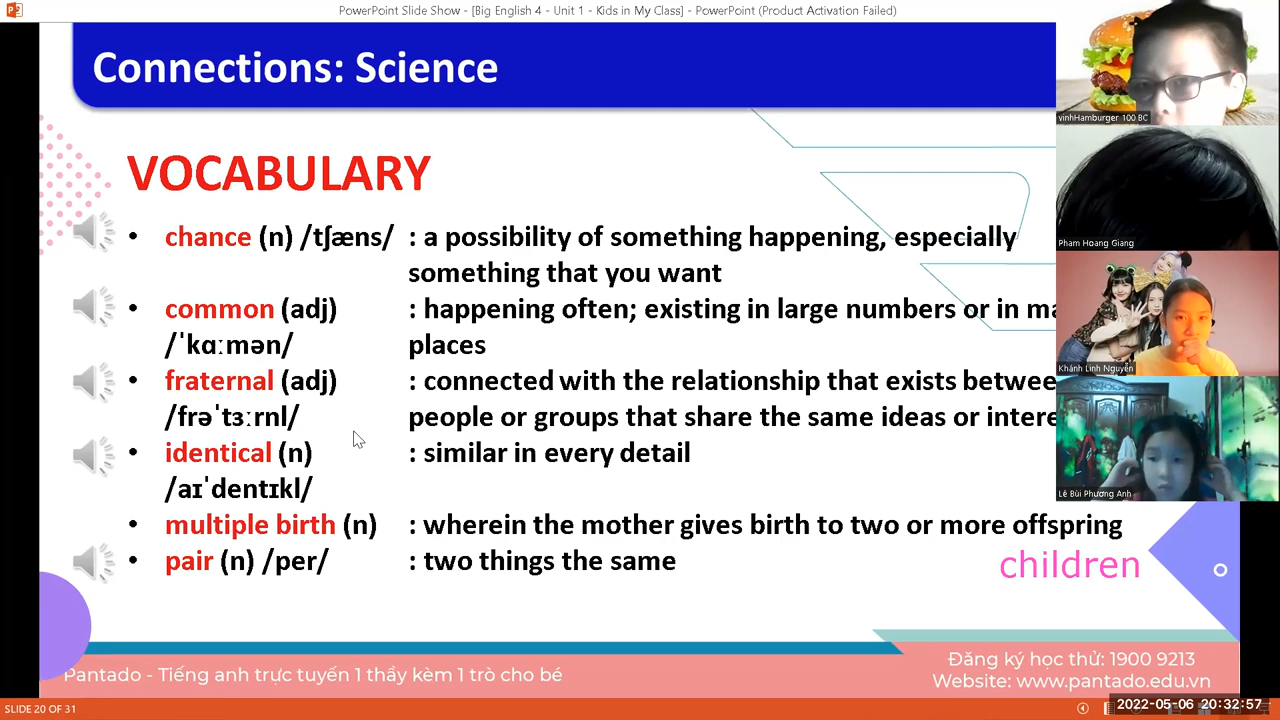 PowerPoint Slide Show - [Big English 4 - Unit 1 - Kids in My Class] - PowerPoint (Product Activation Failed)
Connections: Science
vinhHamburger 100 BC
VOCABULARY
• chance (n) /tʃæns/ : a possibility of something happening, especially
something that you want
Pham Hoang Giang
• common (adj) : happening often; existing in large numbers or in ma
/ˈkɑːmən/ places
Khánh Linh Nguyễn
• fraternal (adj) : connected with the relationship that exists betwee
/frəˈtɜːrnl/ people or groups that share the same ideas or intere
• identical (n) : similar in every detail
/aɪˈdentɪkl/
Lê Bùi Phương Anh
• multiple birth (n) : wherein the mother gives birth to two or more offspring
• pair (n) /per/ : two things the same
children
Pantado - Tiếng anh trực tuyến 1 thầy kèm 1 trò cho bé
Đăng ký học thử: 1900 9213
Website: www.pantado.edu.vn
SLIDE 20 OF 31
2022-05-06 20:32:57